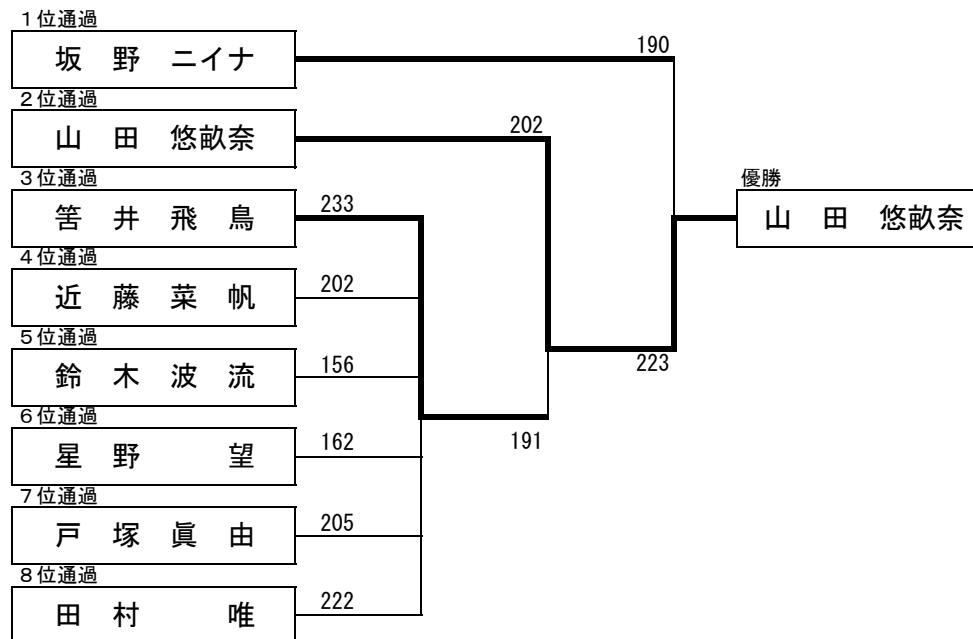 １位通過
坂　野　ニイナ
190
２位通過
山　田　悠畝奈
202
３位通過
筈　井　飛　鳥
233
優勝
山　田　悠畝奈
４位通過
近　藤　菜　帆
202
５位通過
鈴　木　波　流
156
223
６位通過
星　野　　　望
162
191
７位通過
戸　塚　眞　由
205
８位通過
田　村　　　唯
222